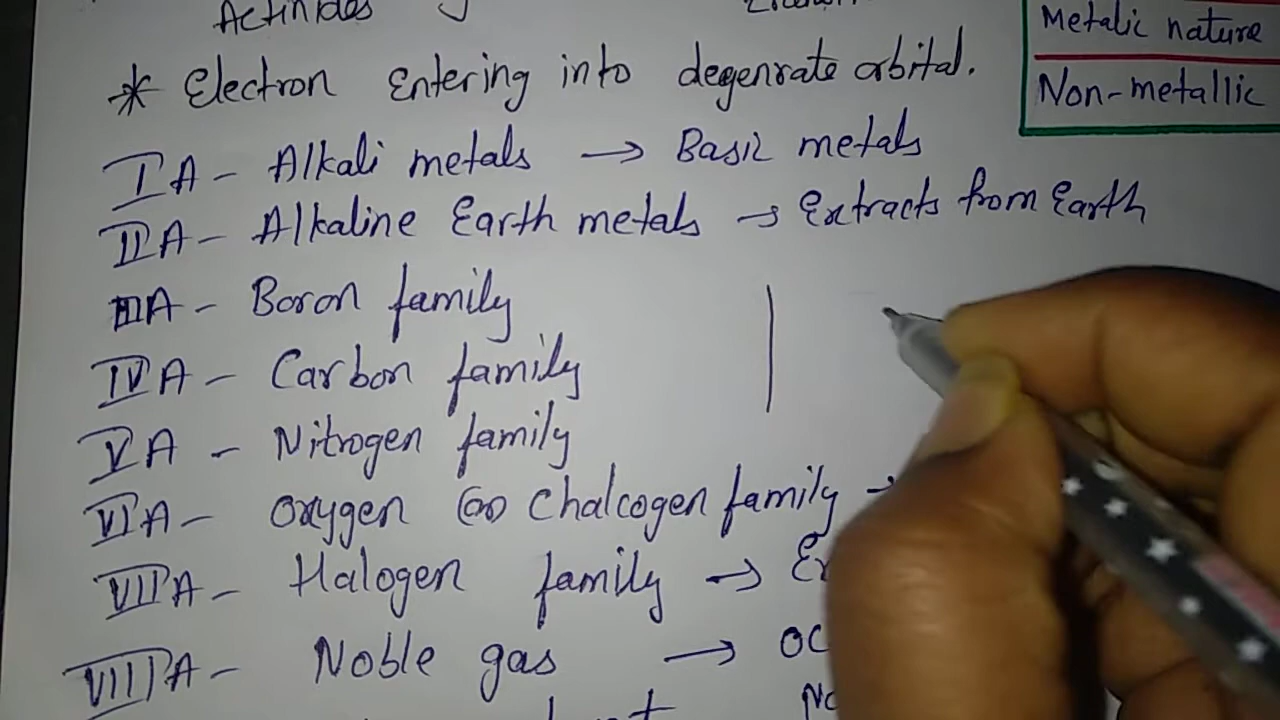 Actinides
Metalic nature
Non-metallic
* Electron Entering into degenrate orbital.
IA - Alkali metals → Basic metals
IIA - Alkaline Earth metals → Extracts from Earth
IIIA - Boron family
IVA - Carbon family
VA - Nitrogen family
VIA - Oxygen (or) Chalcogen family →
VIIA - Halogen family →
VIIIA - Noble gas →